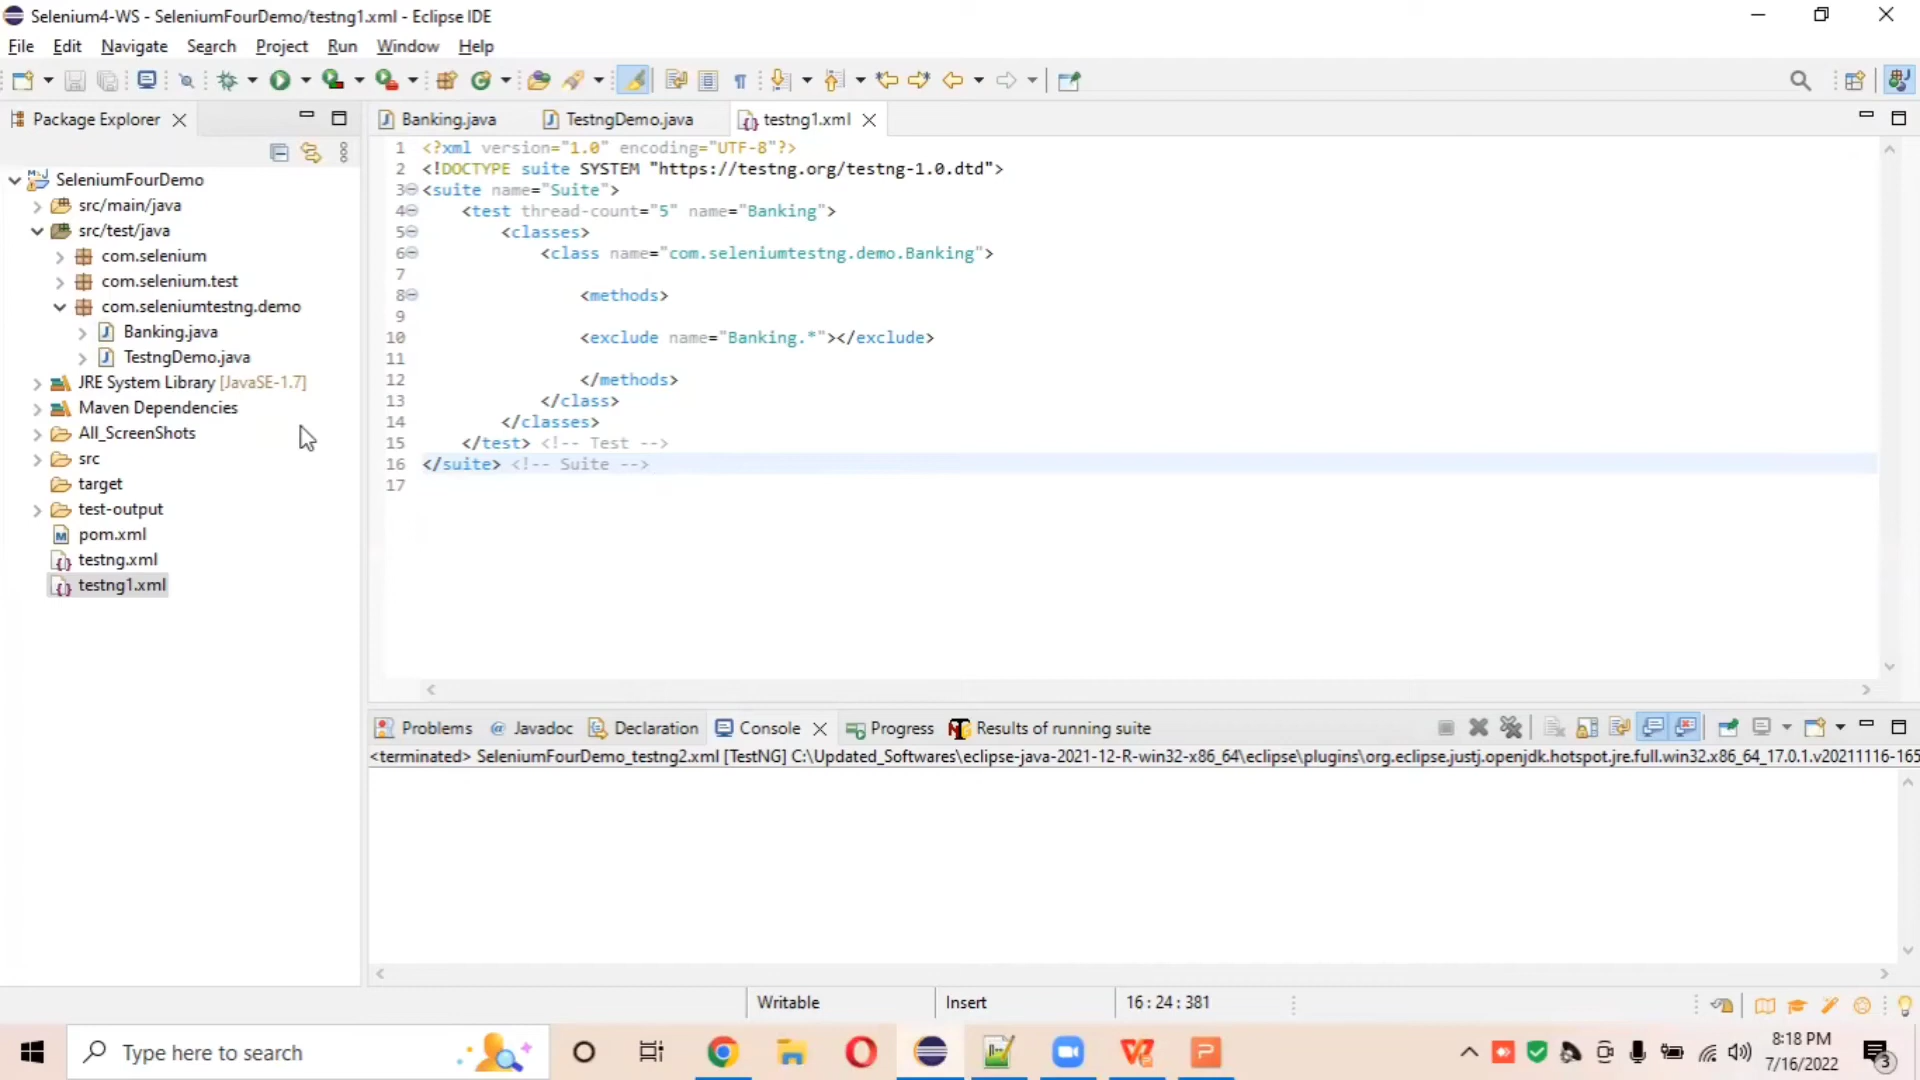 Selenium4-WS - SeleniumFourDemo/testng1.xml - Eclipse IDE
File Edit Navigate Search Project Run Window Help
Package Explorer
SeleniumFourDemo
src/main/java
src/test/java
com.selenium
com.selenium.test
com.seleniumtestng.demo
Banking.java
TestngDemo.java
JRE System Library [JavaSE-1.7]
Maven Dependencies
All_ScreenShots
src
target
test-output
pom.xml
testng.xml
testng1.xml
Banking.java TestngDemo.java testng1.xml
1 <?xml version="1.0" encoding="UTF-8"?>
2 <!DOCTYPE suite SYSTEM "https://testng.org/testng-1.0.dtd">
3 <suite name="Suite">
4 <test thread-count="5" name="Banking">
5 <classes>
6 <class name="com.seleniumtestng.demo.Banking">
7
8 <methods>
9
10 <exclude name="Banking.*"></exclude>
11
12 </methods>
13 </class>
14 </classes>
15 </test> <!-- Test -->
16 </suite> <!-- Suite -->
17
Problems Javadoc Declaration Console Progress Results of running suite
<terminated> SeleniumFourDemo_testng2.xml [TestNG] C:\Updated_Softwares\eclipse-java-2021-12-R-win32-x86_64\eclipse\plugins\org.eclipse.justj.openjdk.hotspot.jre.full.win32.x86_64_17.0.1.v20211116-165
Writable Insert 16 : 24 : 381
Type here to search
8:18 PM
7/16/2022
3